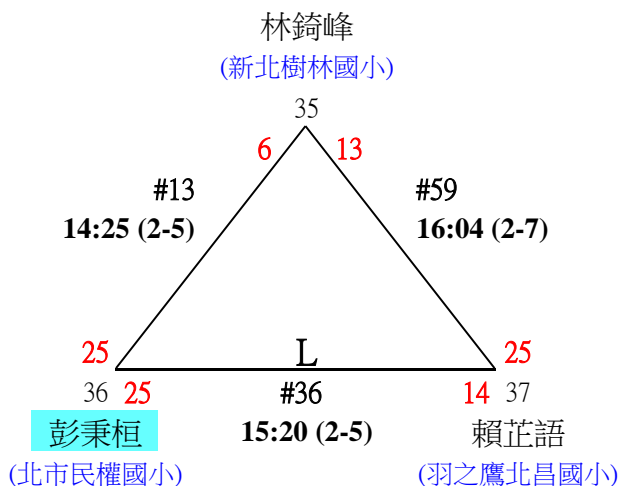 林錡峰
(新北樹林國小)
35
6 13
#13 #59
14:25 (2-5) 16:04 (2-7)
25 L 25
36 25 #36 14 37
彭秉桓 15:20 (2-5) 賴芷語
(北市民權國小) (羽之鷹北昌國小)